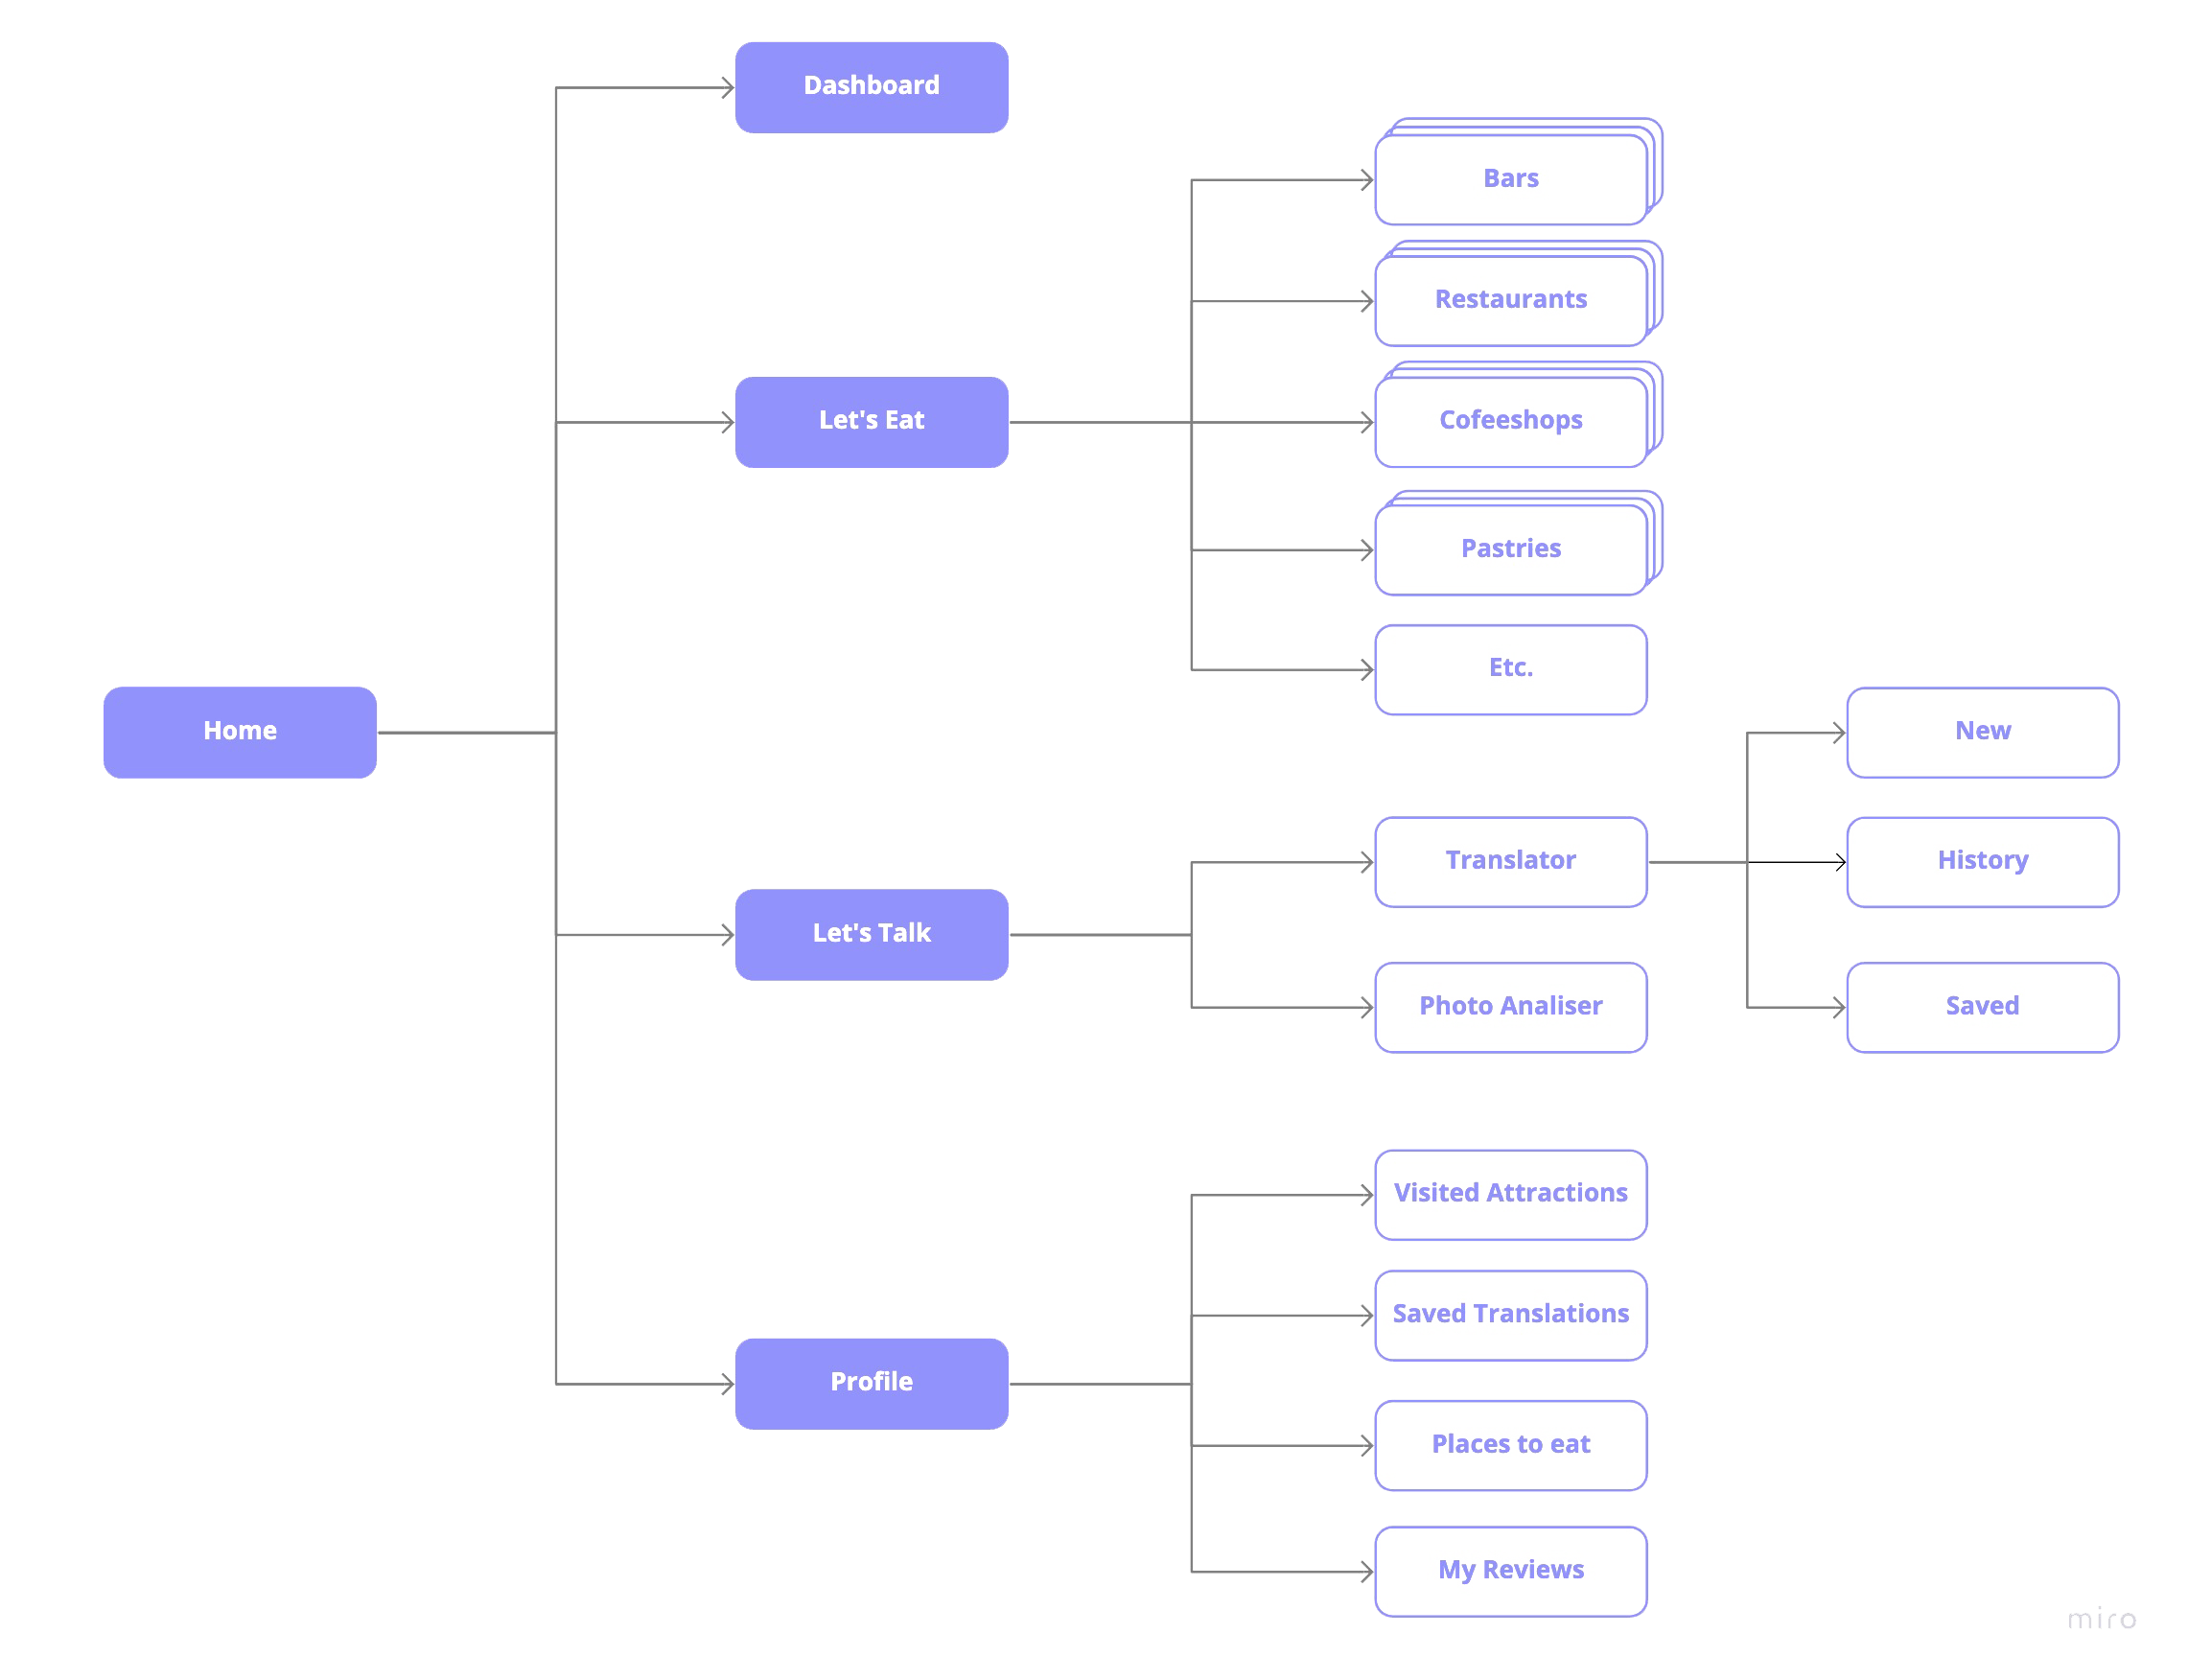 Dashboard
Bars
Restaurants
Let's Eat
Cofeeshops
Pastries
Etc.
Home
New
Translator
History
Let's Talk
Photo Analiser
Saved
Visited Attractions
Saved Translations
Profile
Places to eat
My Reviews
miro